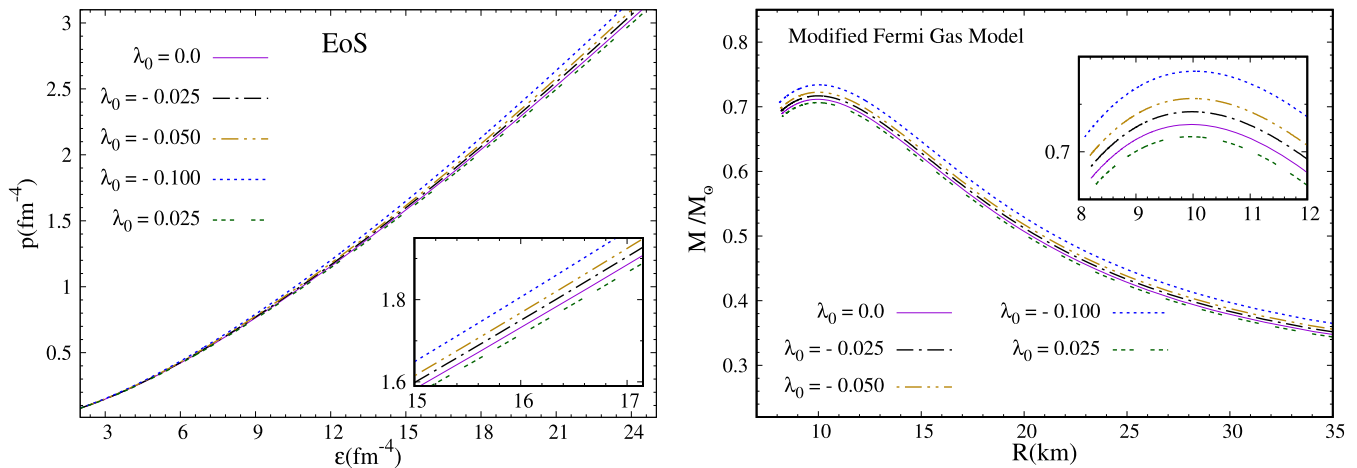 EoS
λ0 = 0.0
λ0 = - 0.025
λ0 = - 0.050
λ0 = - 0.100
λ0 = 0.025
p(fm-4)
3
2.5
2
1.5
1
0.5
3 6 9 12 15 18 21 24
ε(fm-4)
1.8
1.6
15 16 17
Modified Fermi Gas Model
M /M⊙
0.8
0.7
0.6
0.5
0.4
0.3
10 15 20 25 30 35
R(km)
0.7
8 9 10 11 12
λ0 = 0.0
λ0 = - 0.025
λ0 = - 0.050
λ0 = - 0.100
λ0 = 0.025